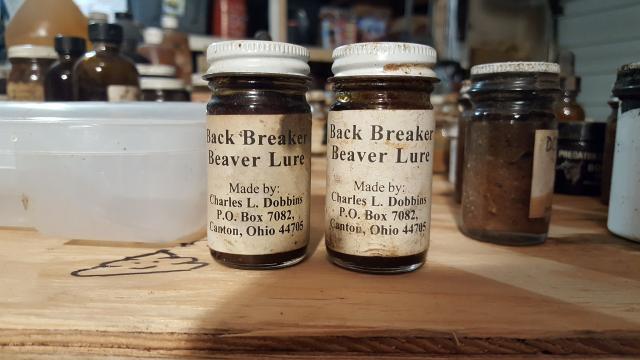 Back Breaker
Beaver Lure
Made by:
Charles L. Dobbins
P.O. Box 7082,
Canton, Ohio 44705
Back Breaker
Beaver Lure
Made by:
Charles L. Dobbins
P.O. Box 7082,
Canton, Ohio 44705
PREDATOR